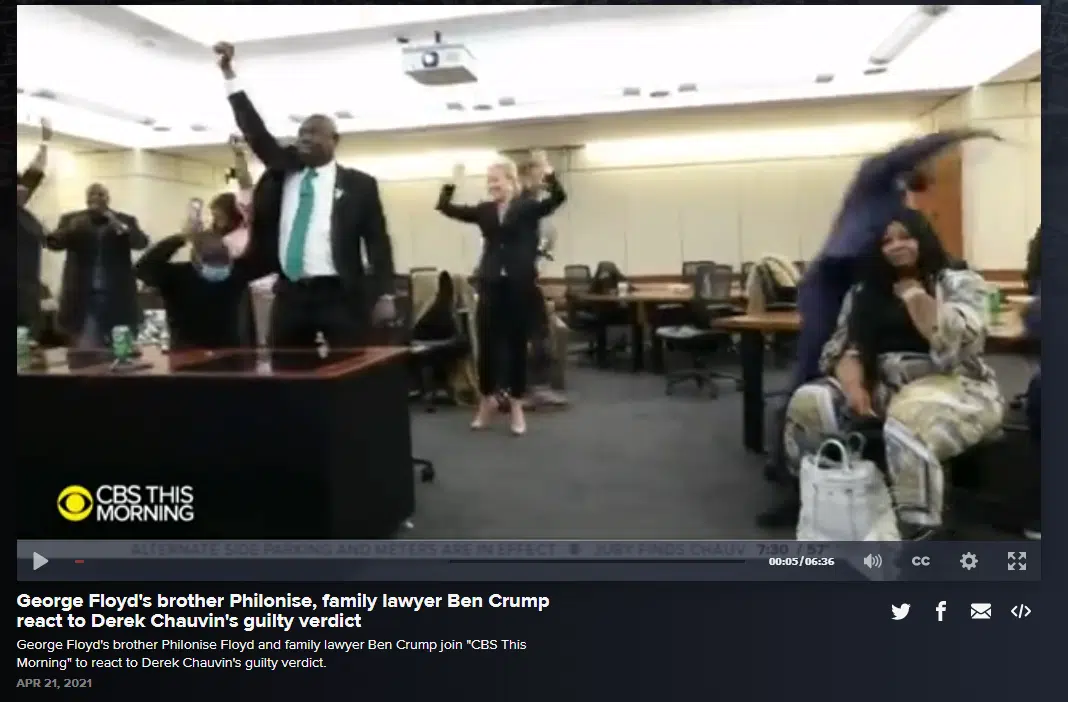 CBS THIS
MORNING
ALTERNATE SIDE PARKING AND METERS ARE IN EFFECT JURY FINDS CHAUV 7:30 57°
00:05/06:36
CC
George Floyd's brother Philonise, family lawyer Ben Crump
react to Derek Chauvin's guilty verdict
George Floyd's brother Philonise Floyd and family lawyer Ben Crump join "CBS This
Morning" to react to Derek Chauvin's guilty verdict.
APR 21, 2021